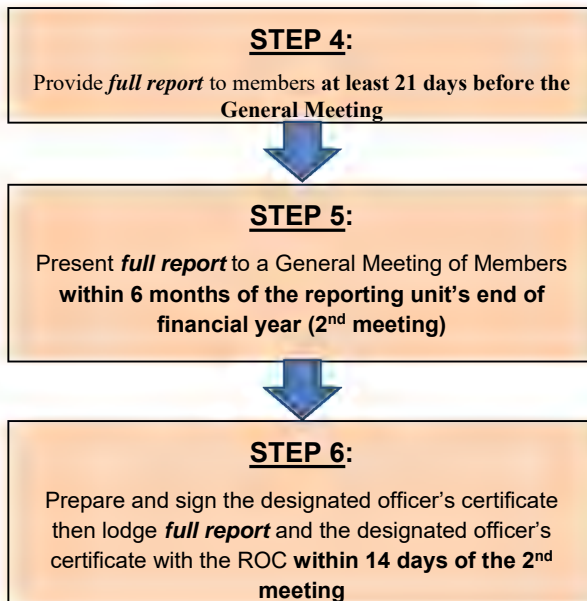 STEP 4:
Provide full report to members at least 21 days before the
General Meeting
STEP 5:
Present full report to a General Meeting of Members
within 6 months of the reporting unit's end of
financial year (2nd meeting)
STEP 6:
Prepare and sign the designated officer's certificate
then lodge full report and the designated officer's
certificate with the ROC within 14 days of the 2nd
meeting